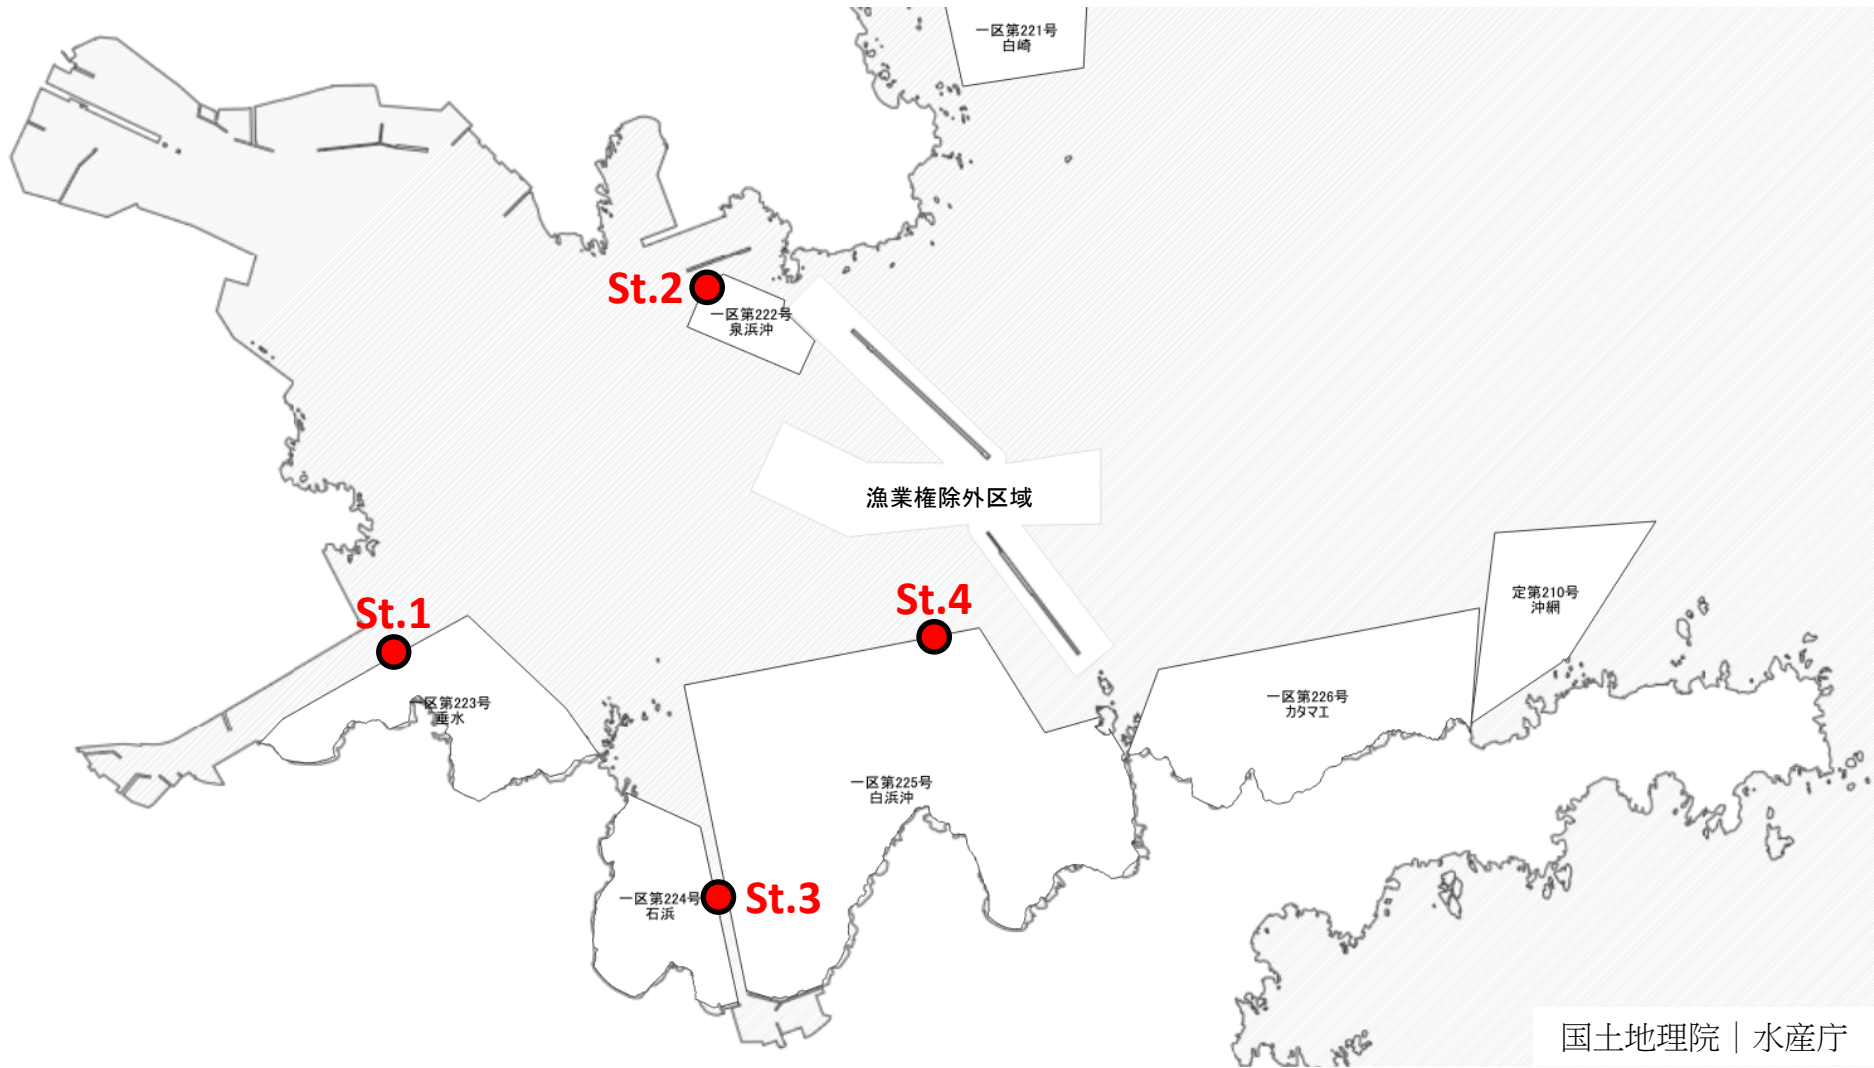 一区第221号
白崎
St.2
一区第222号
泉浜沖
漁業権除外区域
St.1
St.4
定第210号
沖網
一区第223号
垂水
一区第226号
カタマエ
一区第225号
白浜沖
一区第224号
石浜
St.3
国土地理院｜水産庁